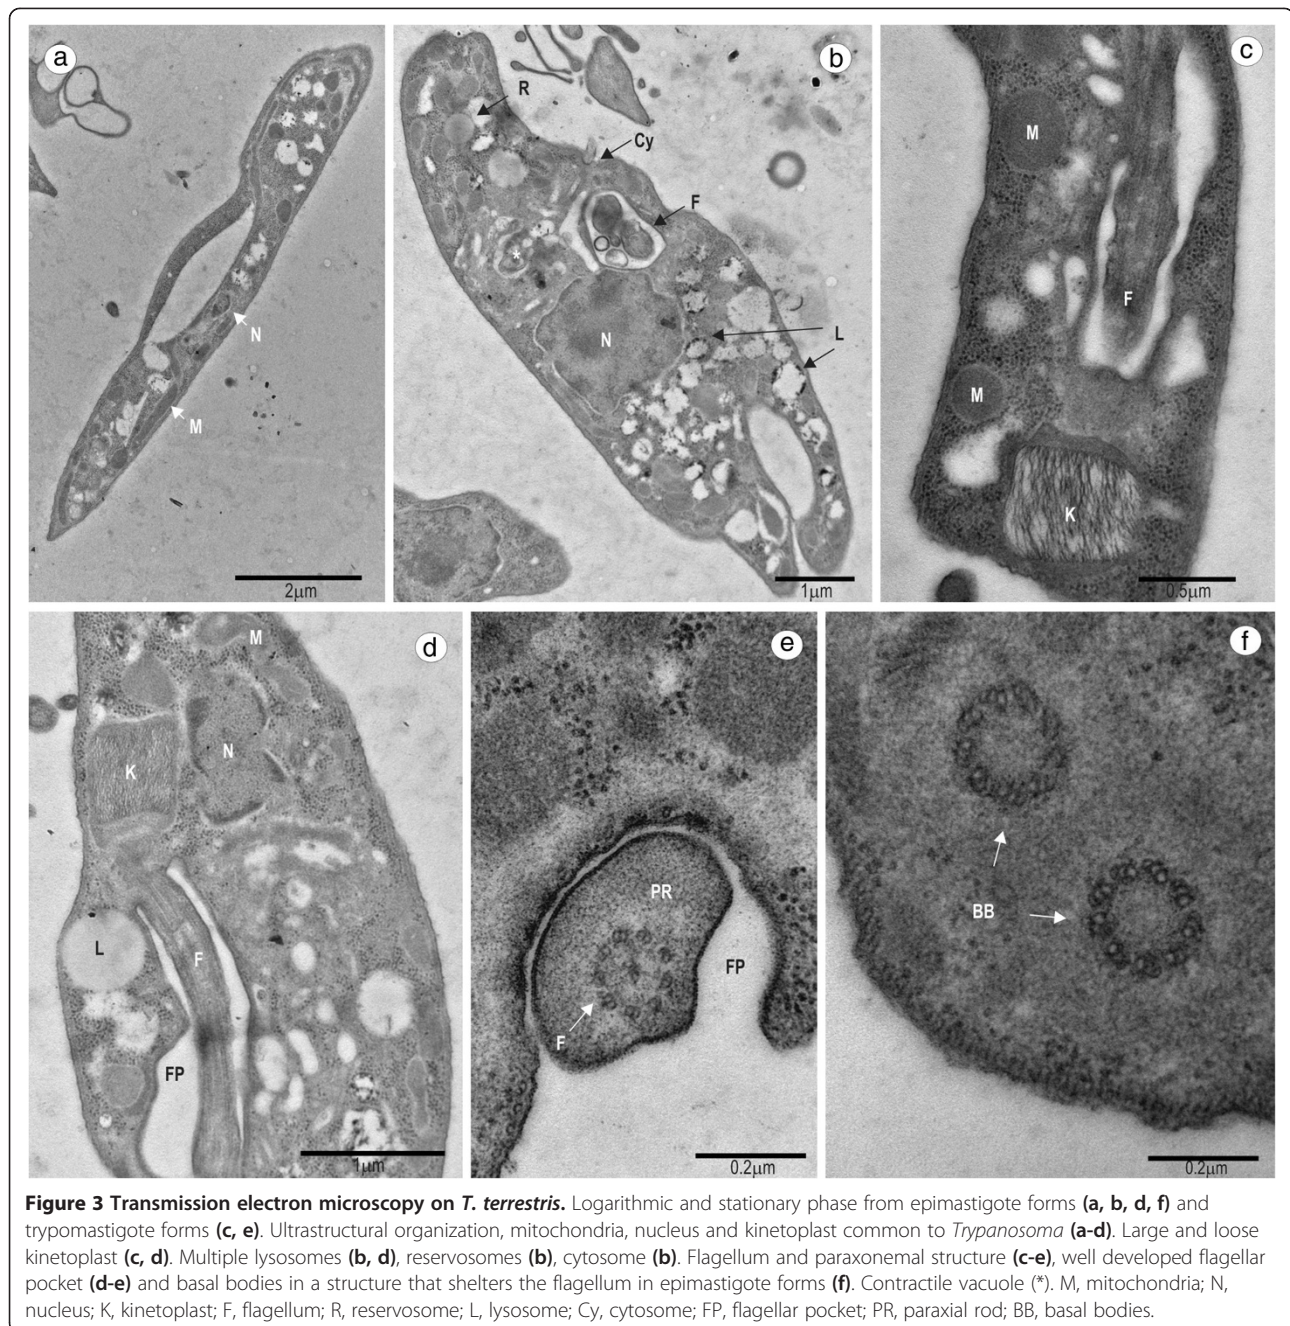 a
N
M
2μm
b
R
Cy
F
*
N
L
1μm
c
M
F
M
K
0.5μm
d
M
N
K
L
F
FP
1μm
e
PR
FP
F
0.2μm
f
BB
0.2μm
Figure 3 Transmission electron microscopy on T. terrestris. Logarithmic and stationary phase from epimastigote forms (a, b, d, f) and
trypomastigote forms (c, e). Ultrastructural organization, mitochondria, nucleus and kinetoplast common to Trypanosoma (a-d). Large and loose
kinetoplast (c, d). Multiple lysosomes (b, d), reservosomes (b), cytosome (b). Flagellum and paraxonemal structure (c-e), well developed flagellar
pocket (d-e) and basal bodies in a structure that shelters the flagellum in epimastigote forms (f). Contractile vacuole (*). M, mitochondria; N,
nucleus; K, kinetoplast; F, flagellum; R, reservosome; L, lysosome; Cy, cytosome; FP, flagellar pocket; PR, paraxial rod; BB, basal bodies.